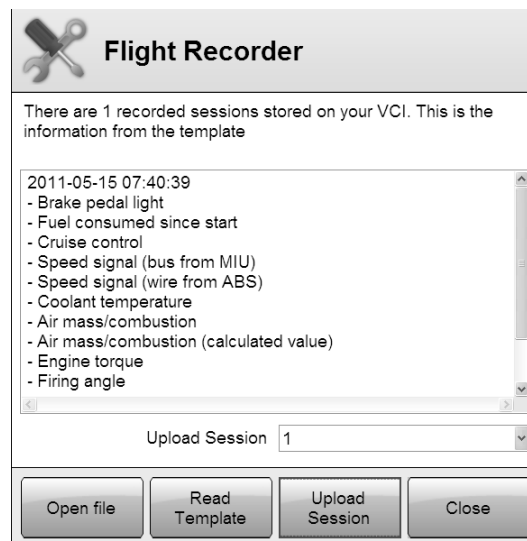 Flight Recorder
There are 1 recorded sessions stored on your VCI. This is the
information from the template
2011-05-15 07:40:39
- Brake pedal light
- Fuel consumed since start
- Cruise control
- Speed signal (bus from MIU)
- Speed signal (wire from ABS)
- Coolant temperature
- Air mass/combustion
- Air mass/combustion (calculated value)
- Engine torque
- Firing angle
Upload Session 1
Open file
Read
Template
Upload
Session
Close